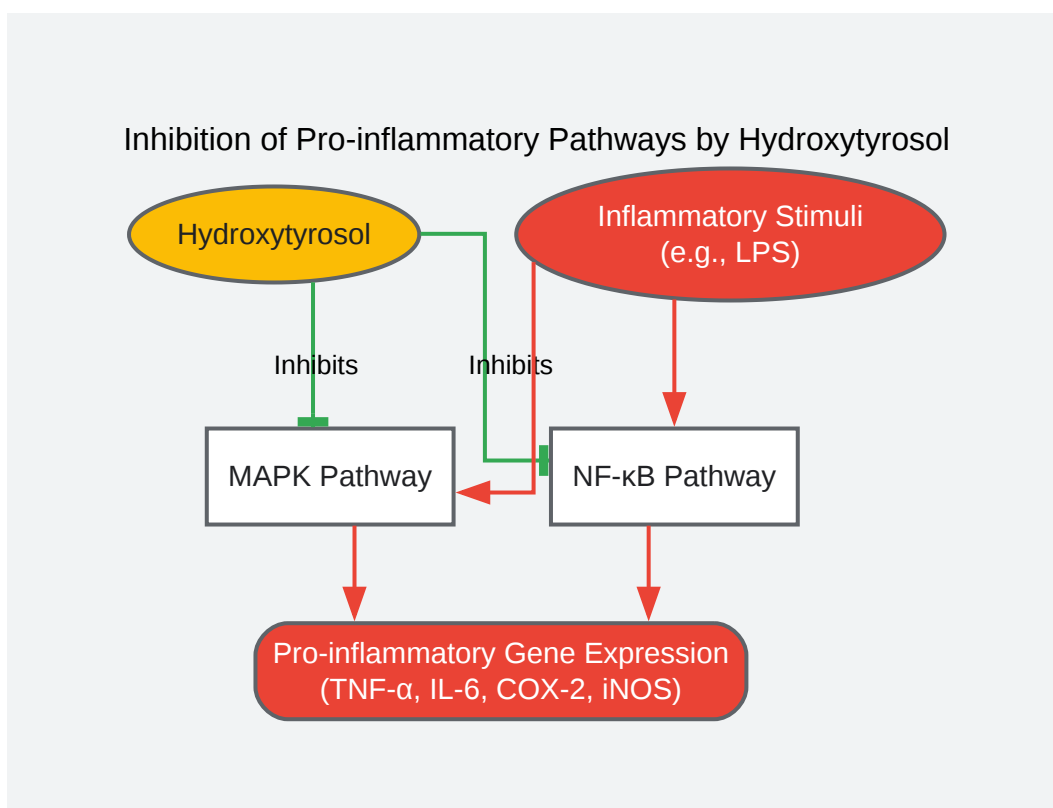 Inhibition of Pro-inflammatory Pathways by Hydroxytyrosol
Hydroxytyrosol
Inflammatory Stimuli
(e.g., LPS)
Inhibits
Inhibits
MAPK Pathway
NF-κB Pathway
Pro-inflammatory Gene Expression
(TNF-α, IL-6, COX-2, iNOS)